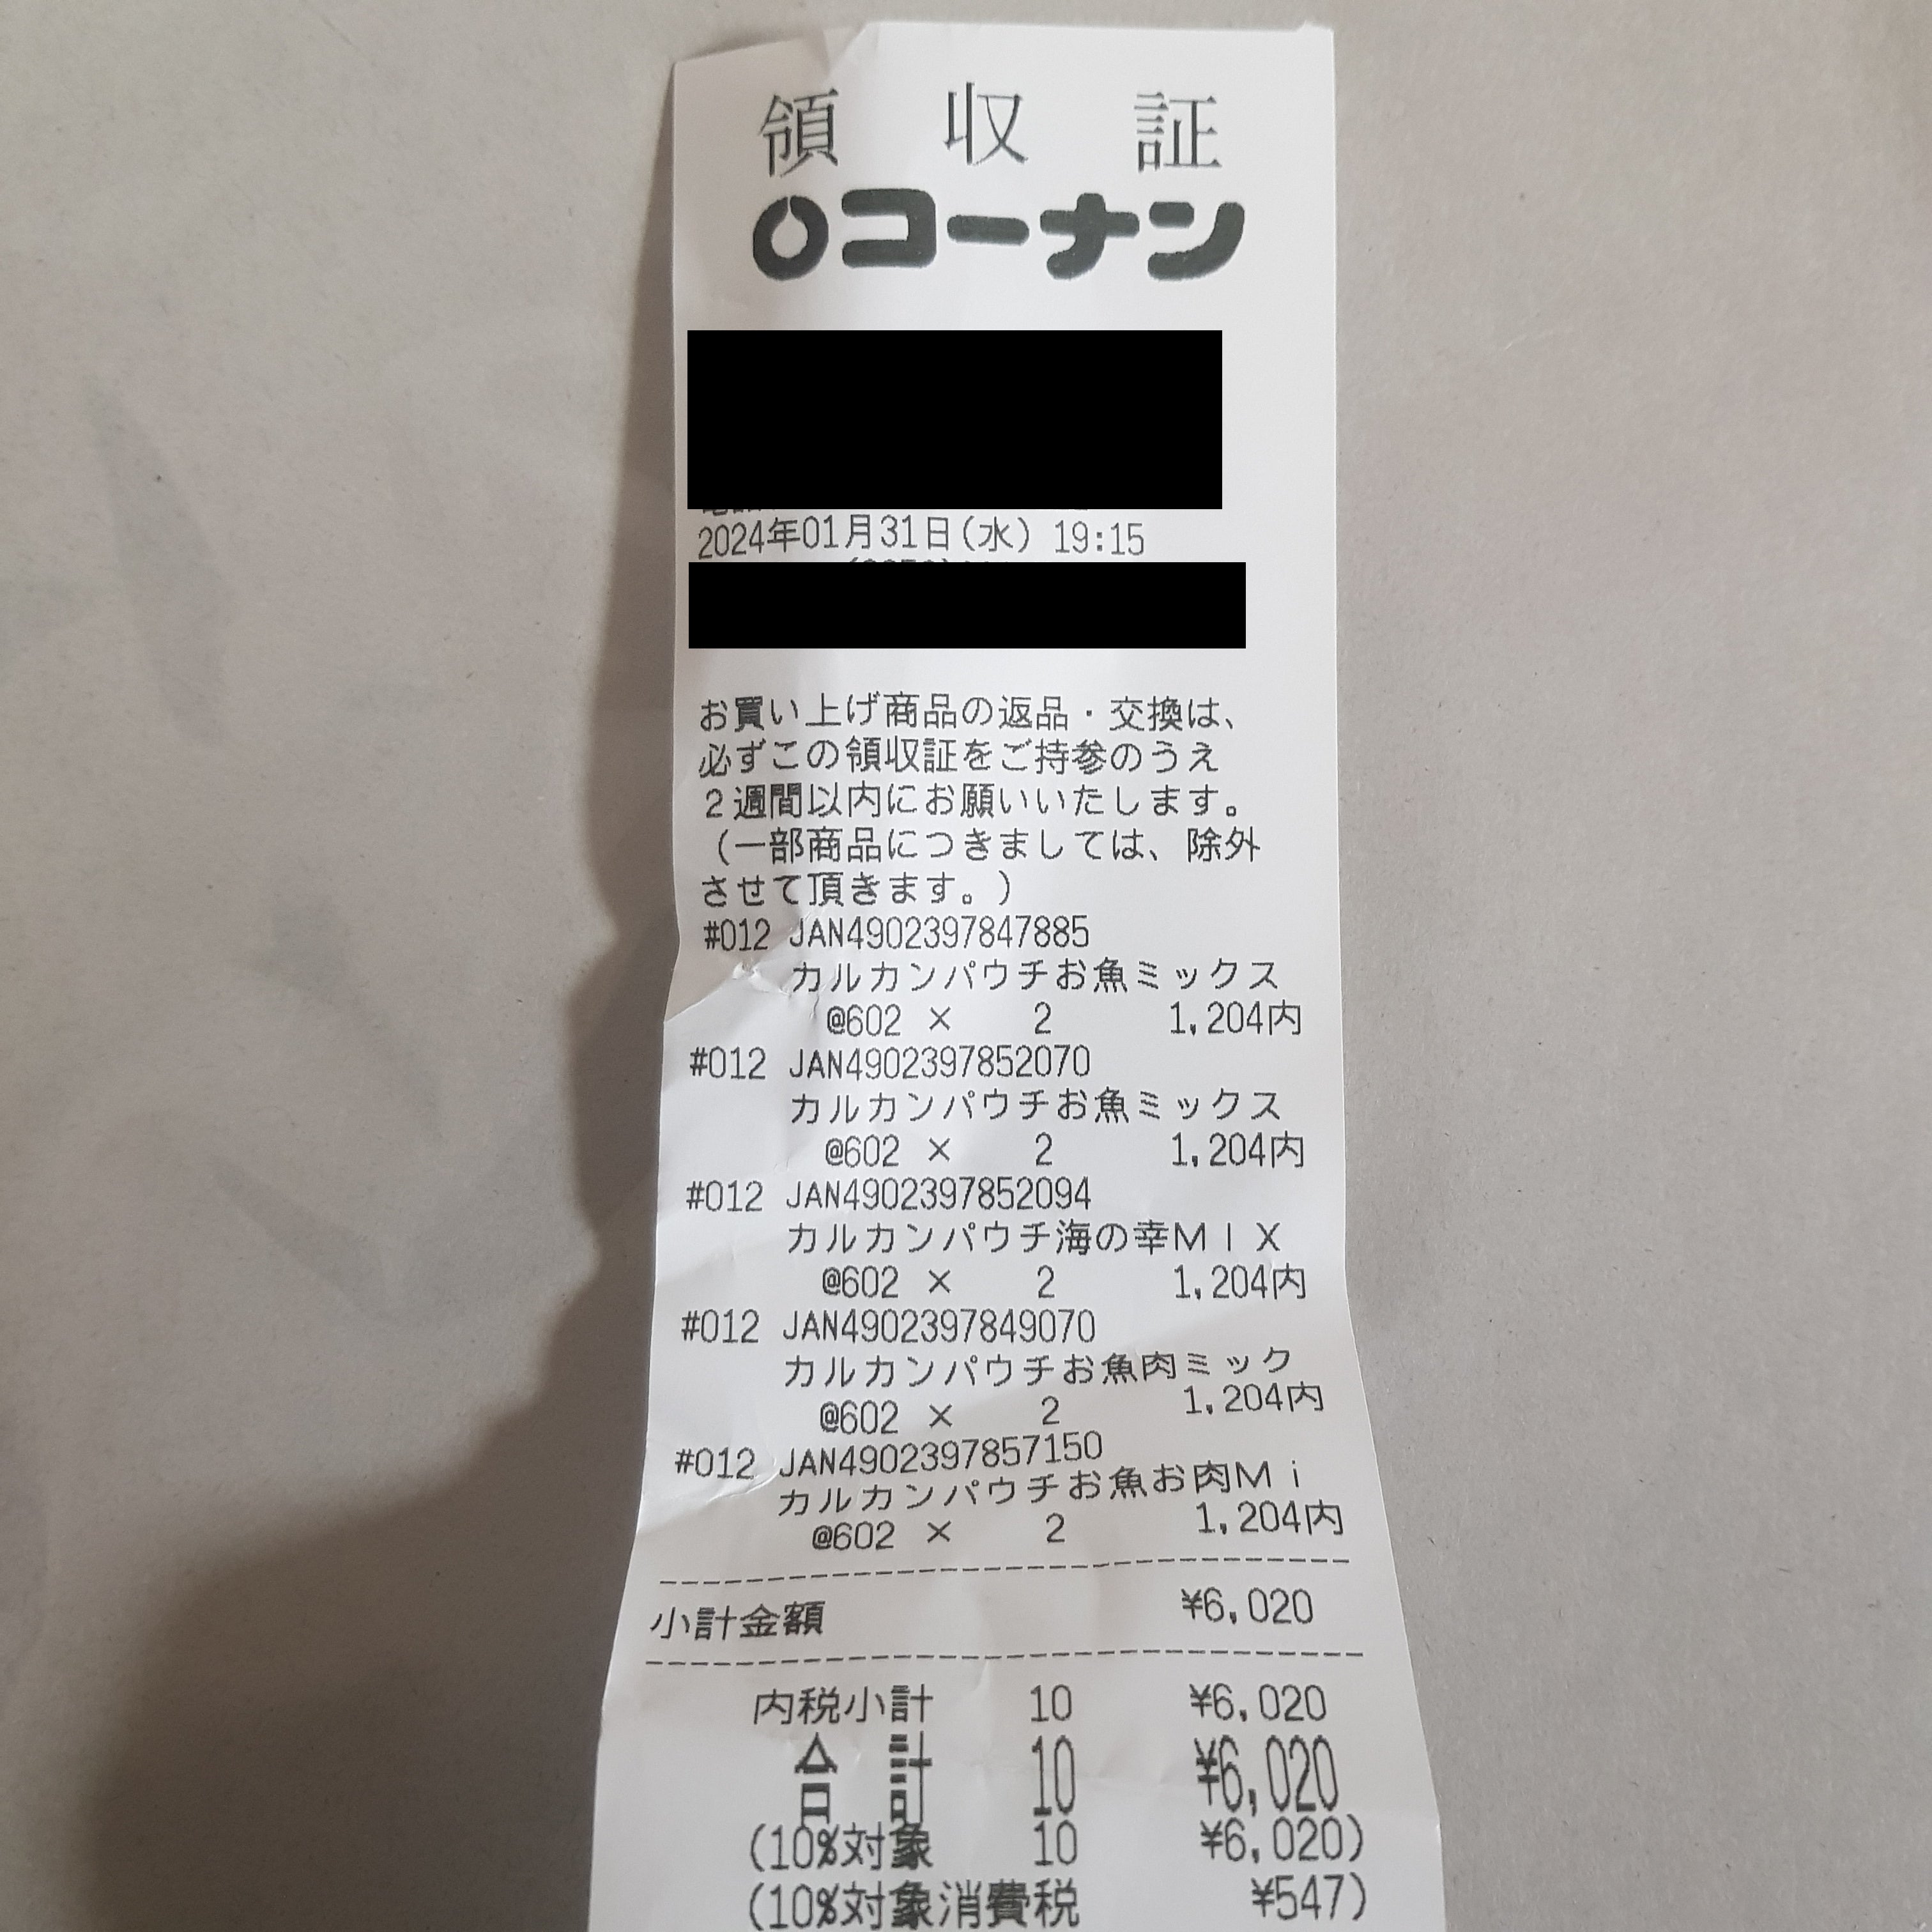 領 収 証
コーナン
2024年01月31日(水) 19:15
お買い上げ商品の返品・交換は、
必ずこの領収証をご持参のうえ
2週間以内にお願いいたします。
(一部商品につきましては、除外
させて頂きます。)
#012 JAN4902397847885
カルカンパウチお魚ミックス
@602 × 2 1,204内
#012 JAN4902397852070
カルカンパウチお魚ミックス
@602 × 2 1,204内
#012 JAN4902397852094
カルカンパウチ海の幸MIX
@602 × 2 1,204内
#012 JAN4902397849070
カルカンパウチお魚肉ミック
@602 × 2 1,204内
#012 JAN4902397857150
カルカンパウチお魚お肉Mi
@602 × 2 1,204内
小計金額 ¥6,020
内税小計 10 ¥6,020
合 計 10 ¥6,020
(10%対象 10 ¥6,020)
(10%対象消費税 ¥547)